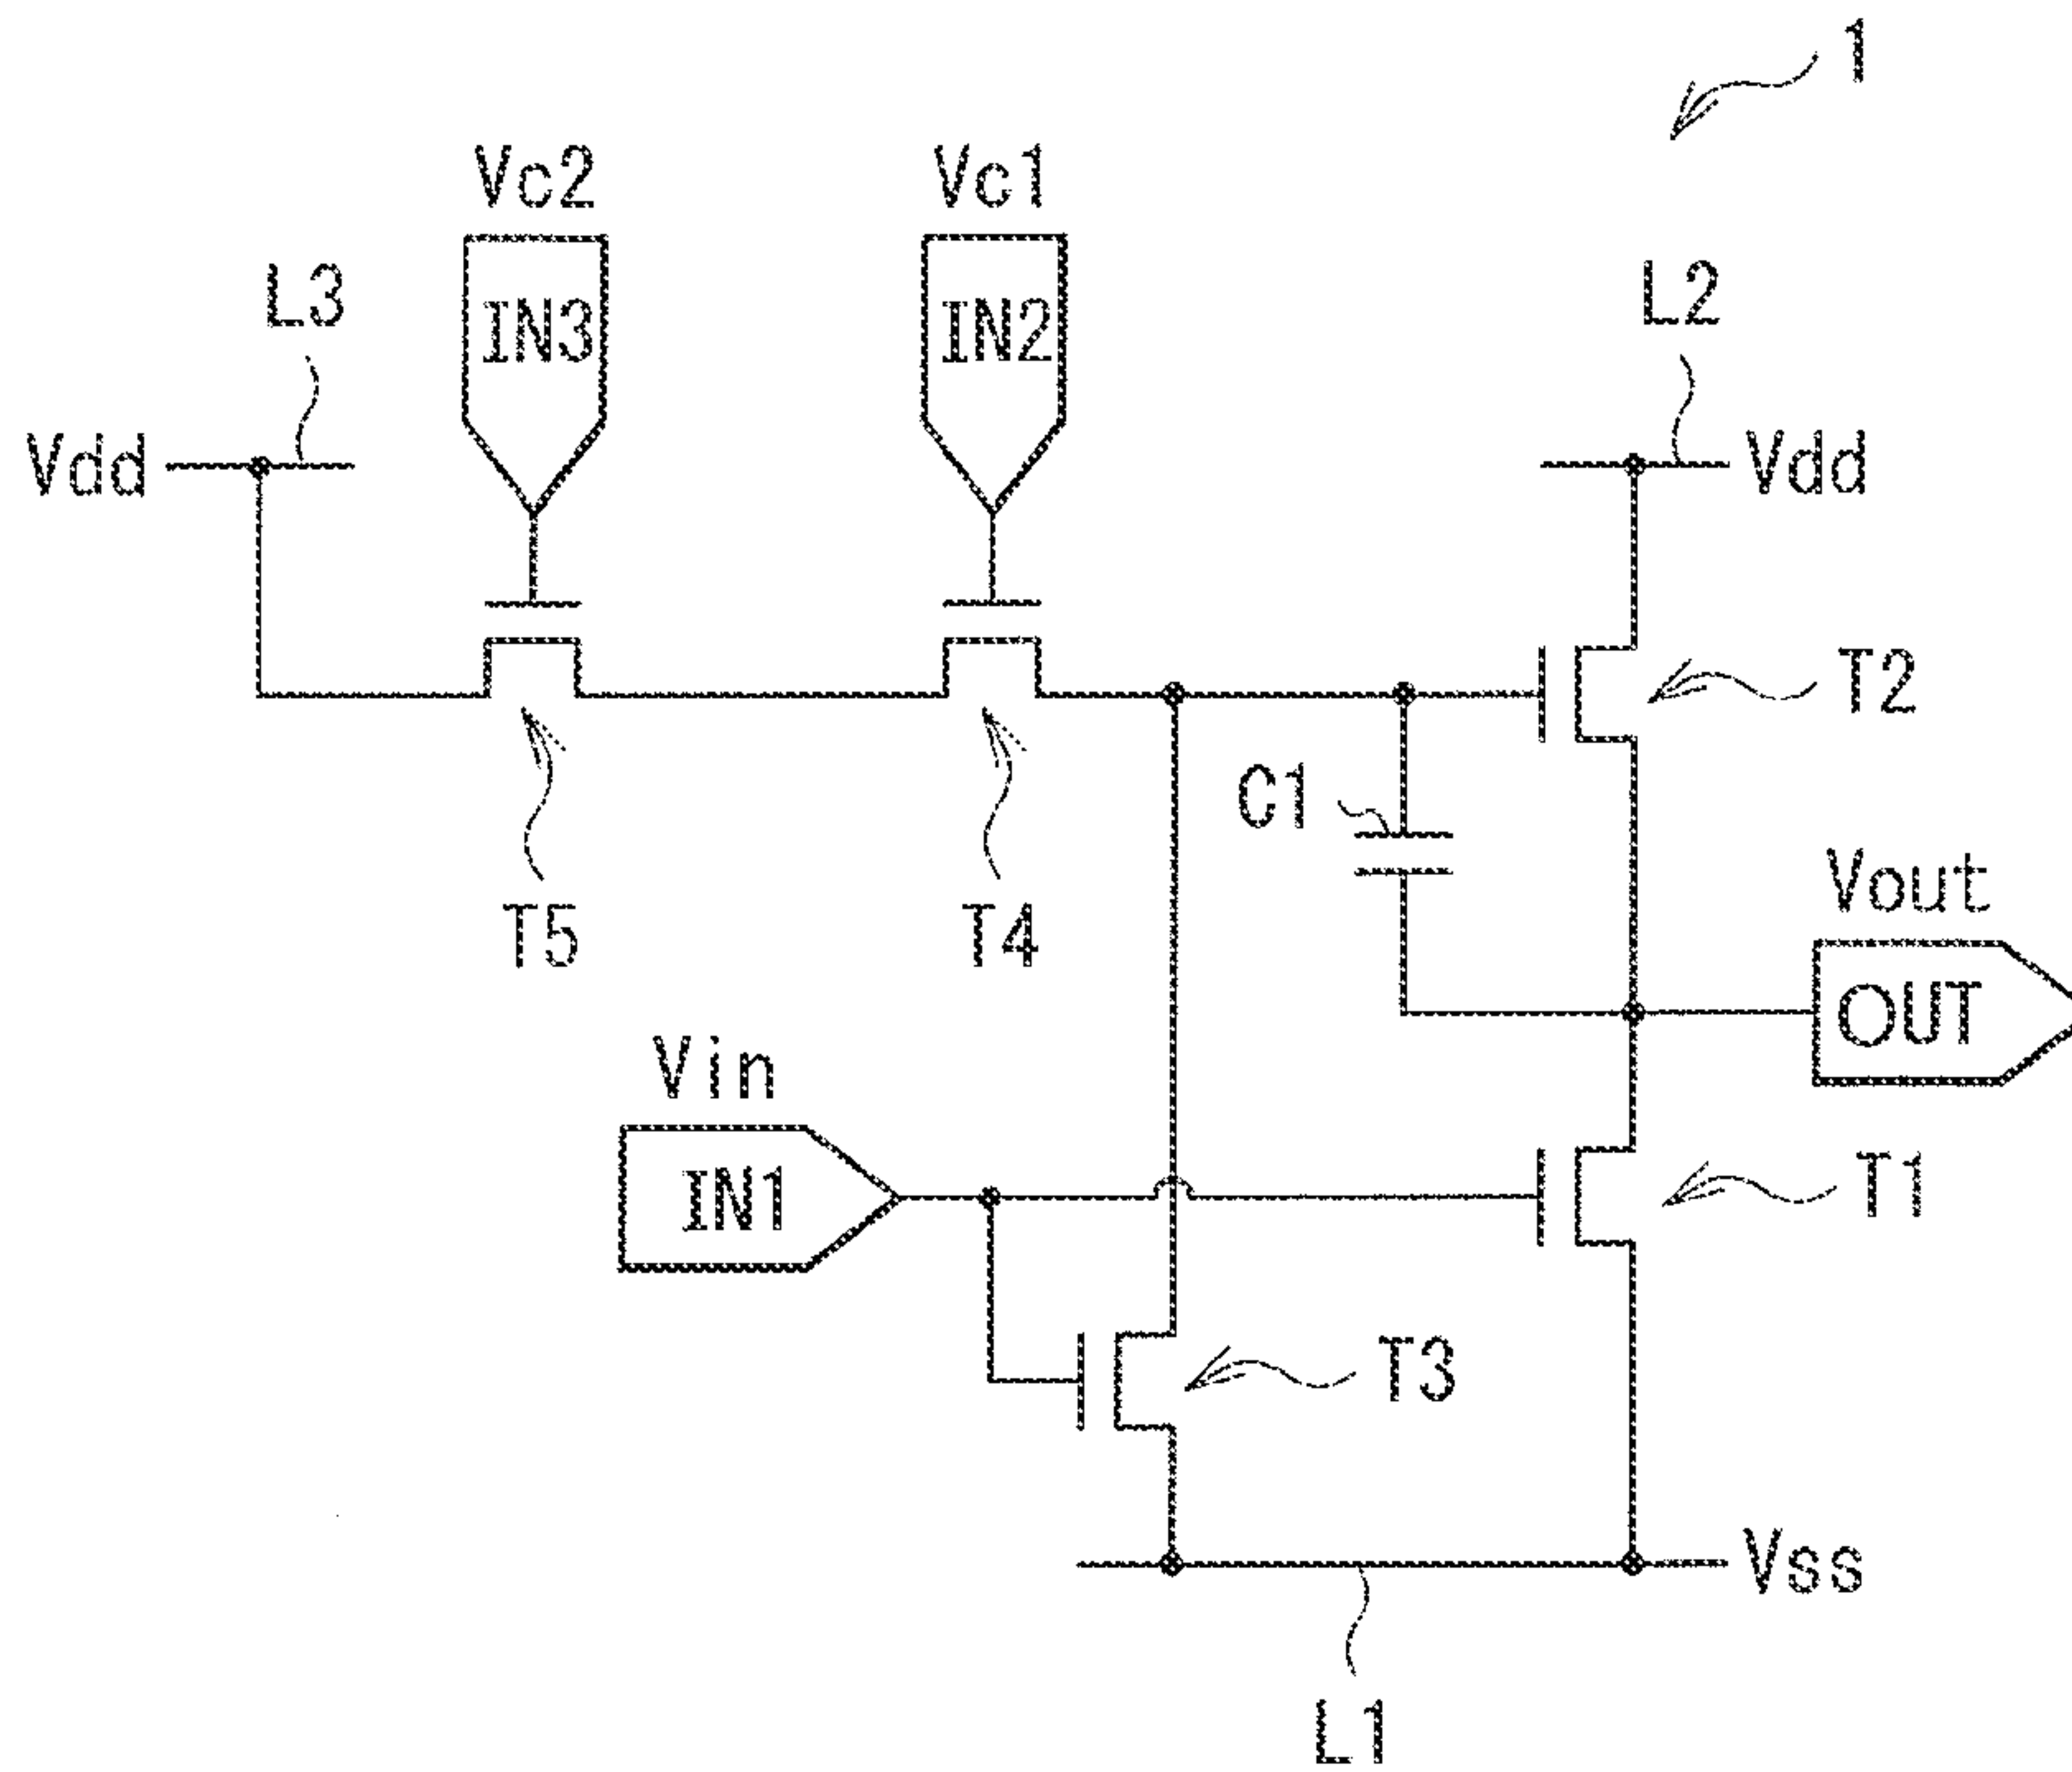 1
Vc2
Vc1
L3
IN3
IN2
L2
Vdd
Vdd
T2
C1
Vout
T5
T4
OUT
Vin
IN1
T1
T3
Vss
L1